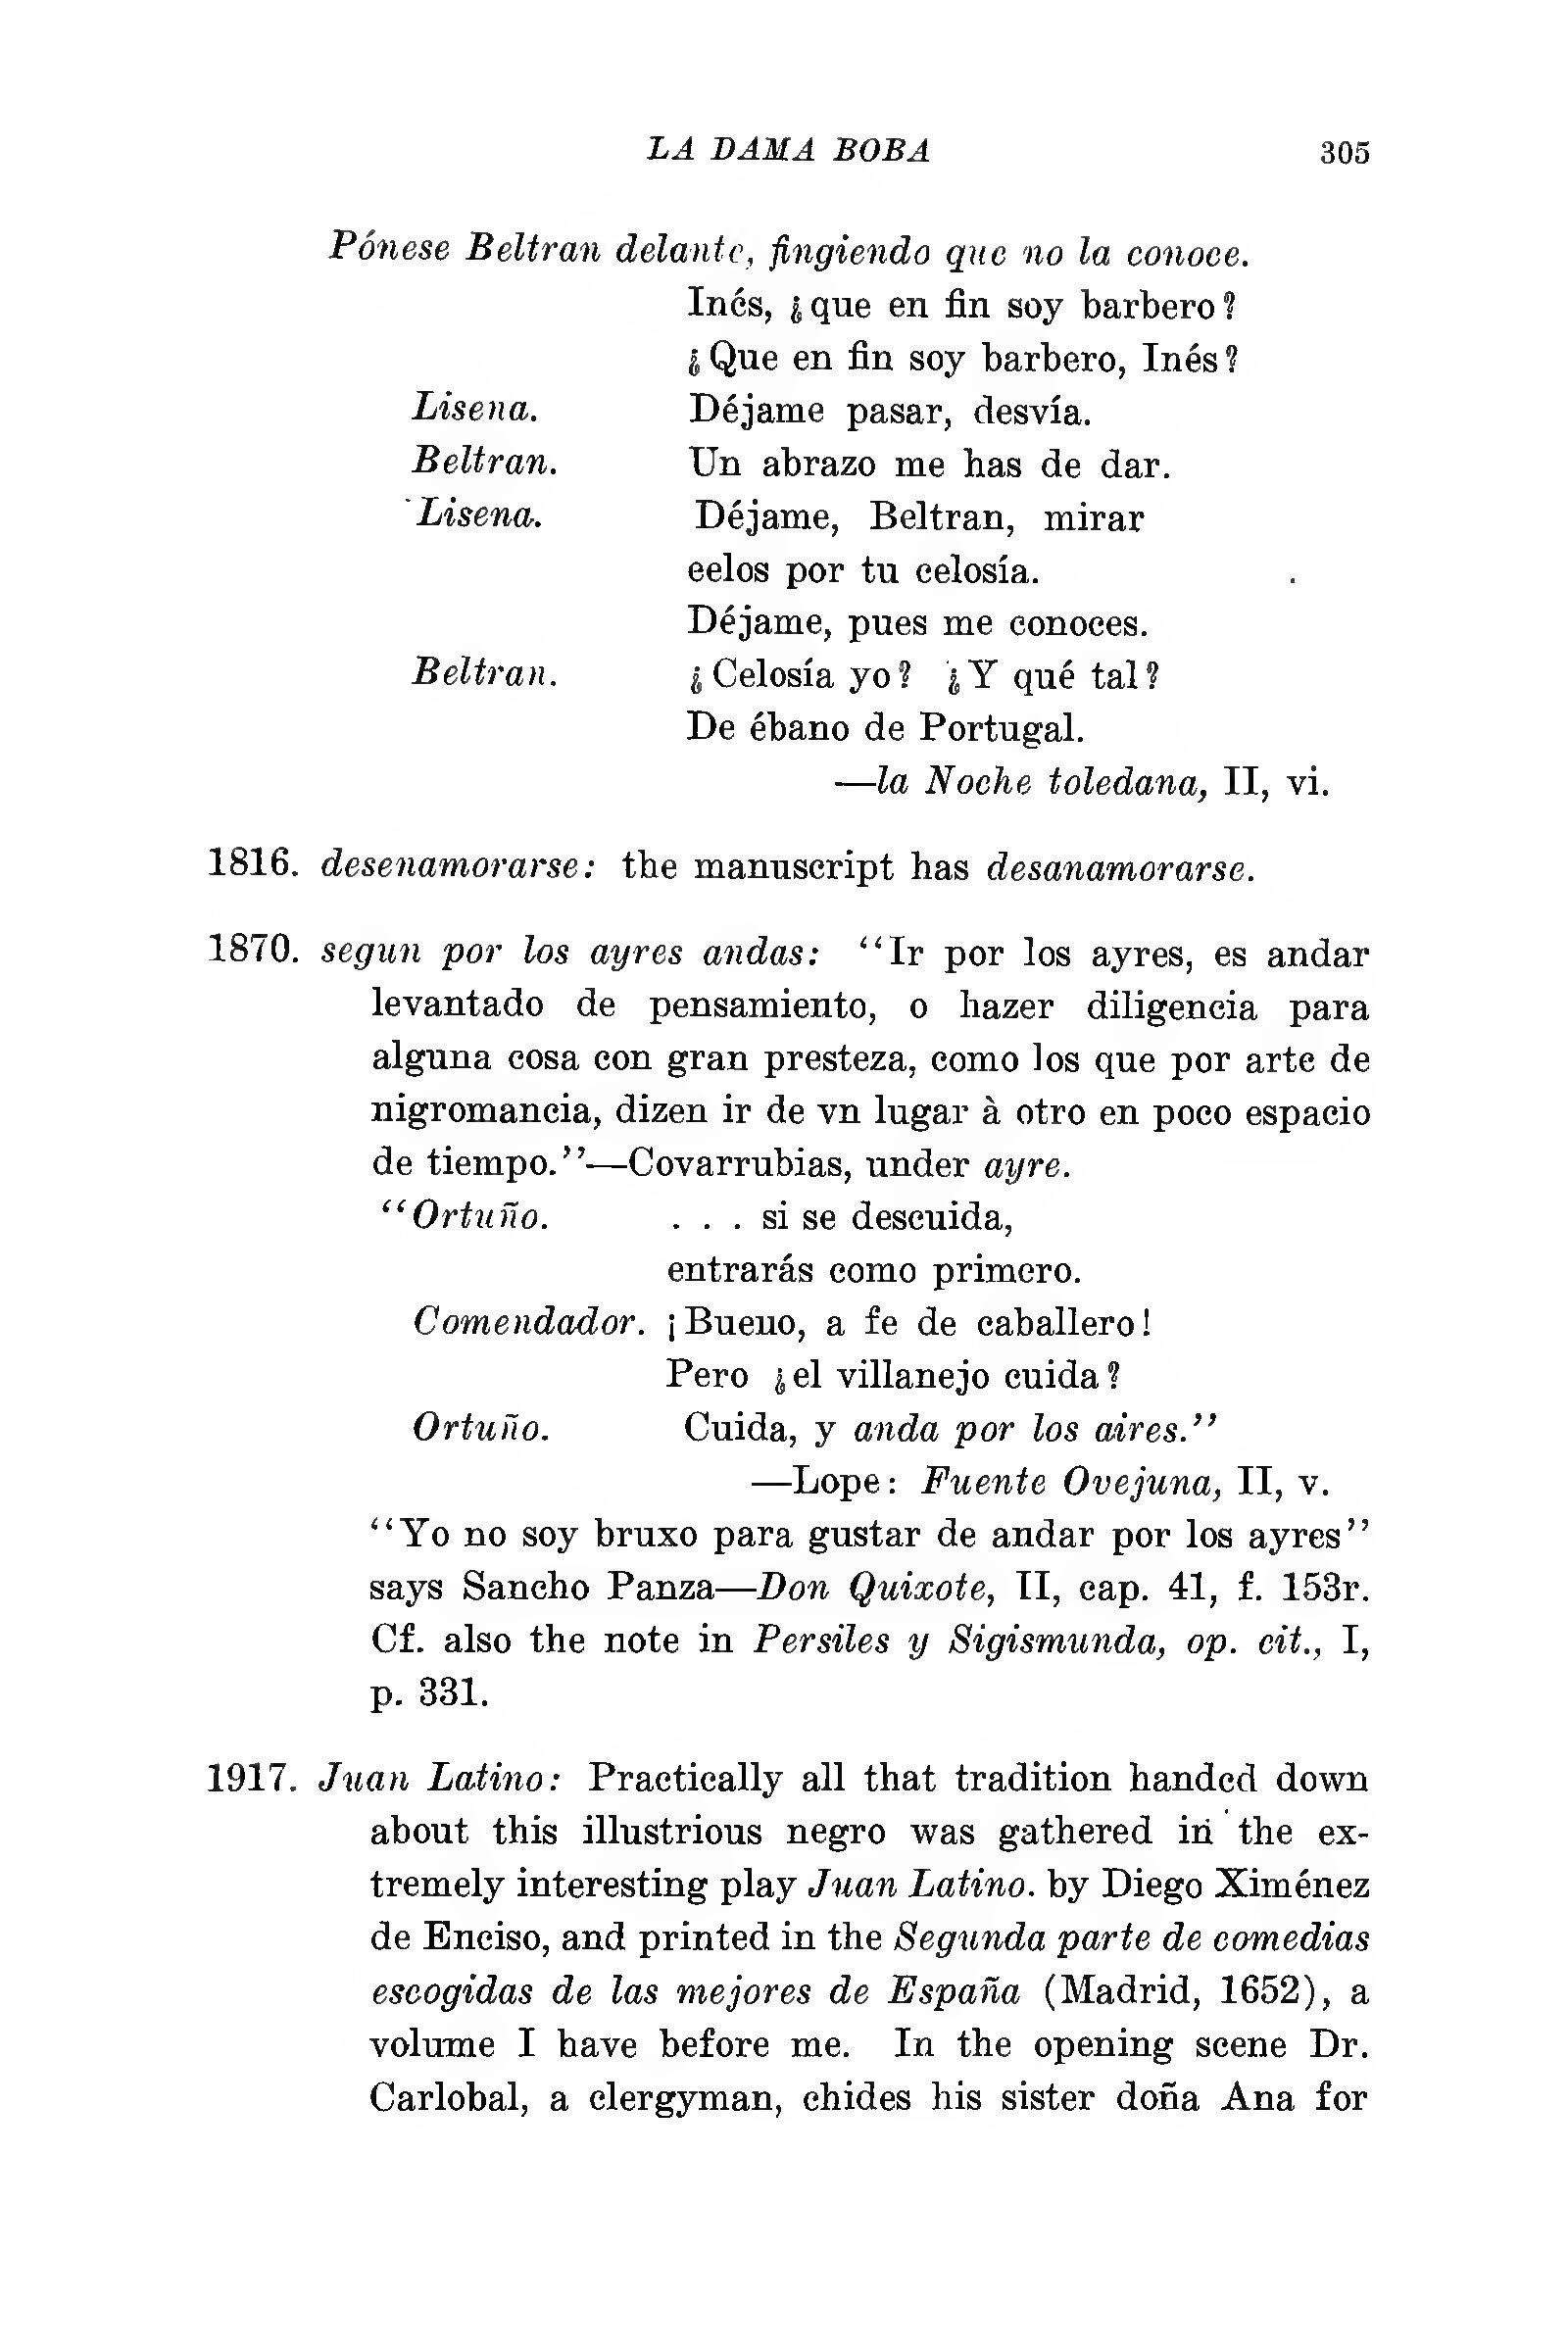 LA DAMA BOBA 305
Pónese Beltran delante, fingiendo que no la conoce.
Inés, ¿que en fin soy barbero?
¿Que en fin soy barbero, Inés?
Lisena. Déjame pasar, desvía.
Beltran. Un abrazo me has de dar.
Lisena. Déjame, Beltran, mirar
celos por tu celosía.
Déjame, pues me conoces.
Beltran. ¿Celosía yo? ¿Y qué tal?
De ébano de Portugal.
—la Noche toledana, II, vi.
1816. desenamorarse: the manuscript has desanamorarse.
1870. segun por los ayres andas: “Ir por los ayres, es andar
levantado de pensamiento, o hazer diligencia para
alguna cosa con gran presteza, como los que por arte de
nigromancia, dizen ir de vn lugar à otro en poco espacio
de tiempo.”—Covarrubias, under ayre.
“Ortuño. . . . si se descuida,
entrarás como primero.
Comendador. ¡Bueno, a fe de caballero!
Pero ¿el villanejo cuida?
Ortuño. Cuida, y anda por los aires.”
—Lope: Fuente Ovejuna, II, v.
“Yo no soy bruxo para gustar de andar por los ayres”
says Sancho Panza—Don Quixote, II, cap. 41, f. 153r.
Cf. also the note in Persiles y Sigismunda, op. cit., I,
p. 331.
1917. Juan Latino: Practically all that tradition handed down
about this illustrious negro was gathered in the ex-
tremely interesting play Juan Latino. by Diego Ximénez
de Enciso, and printed in the Segunda parte de comedias
escogidas de las mejores de España (Madrid, 1652), a
volume I have before me. In the opening scene Dr.
Carlobal, a clergyman, chides his sister doña Ana for